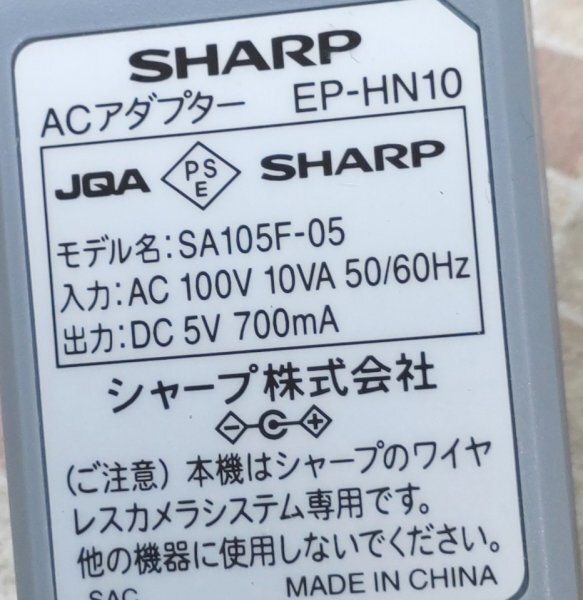 SHARP
ACアダプター EP-HN10
JQA PSE SHARP
モデル名:SA105F-05
入力:AC 100V 10VA 50/60Hz
出力:DC 5V 700mA
シャープ株式会社
(ご注意) 本機はシャープのワイヤ
レスカメラシステム専用です。
他の機器に使用しないでください。
SAC MADE IN CHINA